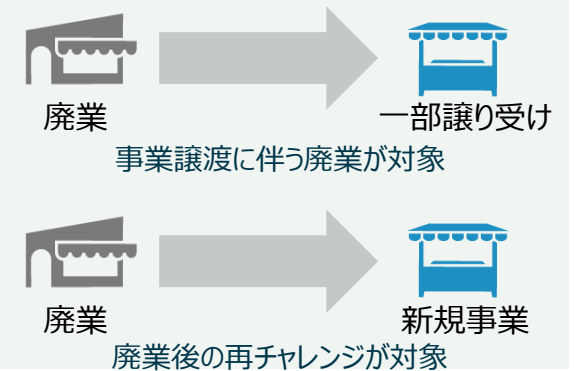 廃業
一部譲り受け
事業譲渡に伴う廃業が対象
廃業
新規事業
廃業後の再チャレンジが対象